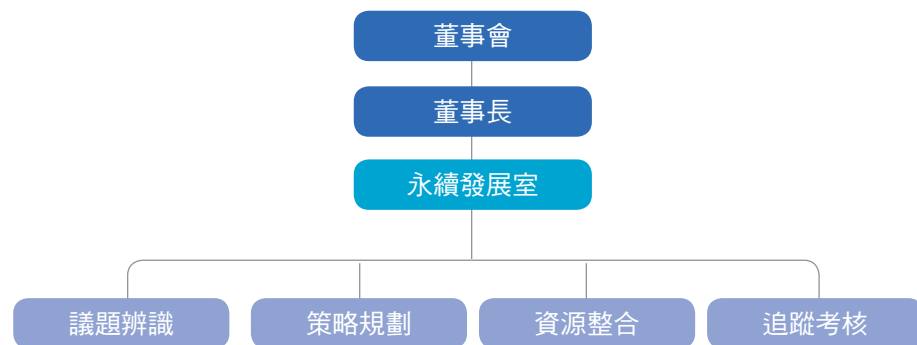 董事會
董事長
永續發展室
議題辨識
策略規劃
資源整合
追蹤考核